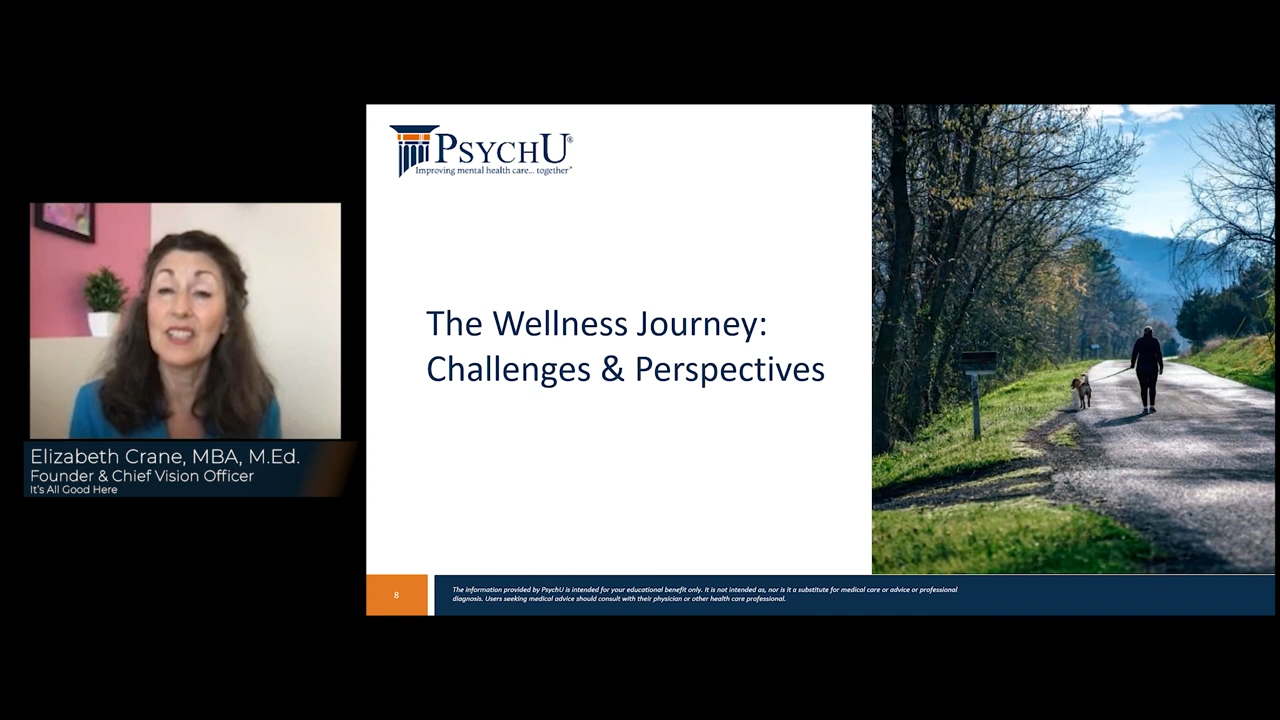 PSYCHU®
Improving mental health care... together™
The Wellness Journey:
Challenges & Perspectives
Elizabeth Crane, MBA, M.Ed.
Founder & Chief Vision Officer
It's All Good Here
8
The information provided by PsychU is intended for your educational benefit only. It is not intended as, nor is it a substitute for medical care or advice or professional
diagnosis. Users seeking medical advice should consult with their physician or other health care professional.